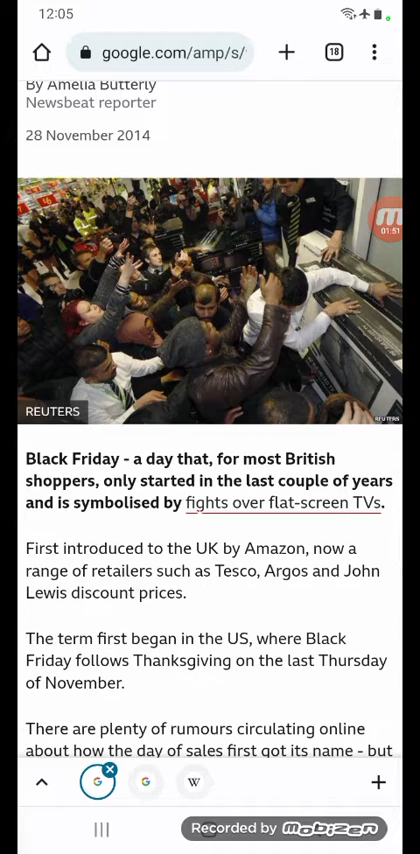 12:05
google.com/amp/s/
18
By Amelia Butterly
Newsbeat reporter
28 November 2014
01:51
REUTERS
REUTERS
Black Friday - a day that, for most British
shoppers, only started in the last couple of years
and is symbolised by fights over flat-screen TVs.
First introduced to the UK by Amazon, now a
range of retailers such as Tesco, Argos and John
Lewis discount prices.
The term first began in the US, where Black
Friday follows Thanksgiving on the last Thursday
of November.
There are plenty of rumours circulating online
about how the day of sales first got its name - but
G
G
W
Recorded by mobizen